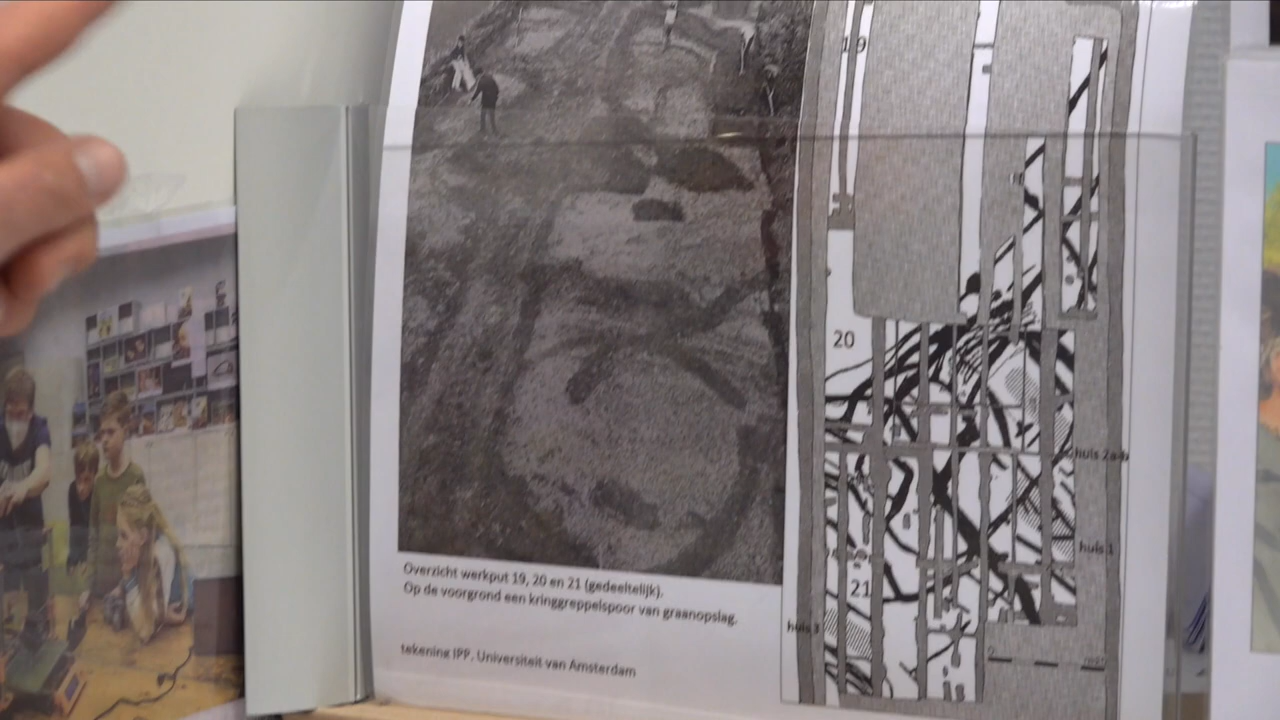 19
20
huis 2a-b
huis 1
21
huis 3
Overzicht werkput 19, 20 en 21 (gedeeltelijk).
Op de voorgrond een kringgreppelspoor van graanopslag.
tekening IPP. Universiteit van Amsterdam